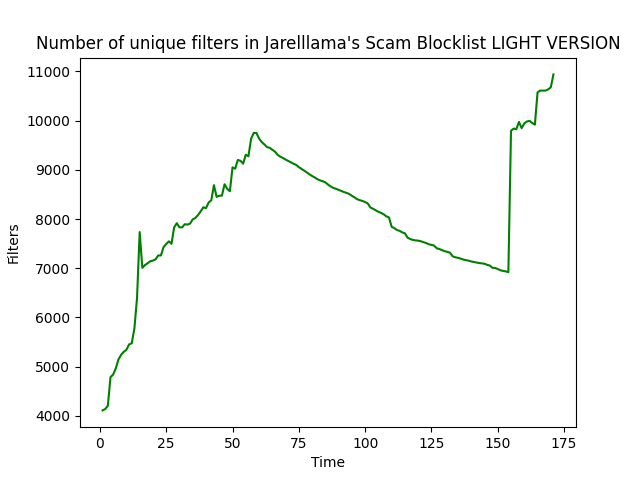 Number of unique filters in Jarelllama's Scam Blocklist LIGHT VERSION
11000
10000
9000
8000
7000
6000
5000
4000
Filters
0 25 50 75 100 125 150 175
Time